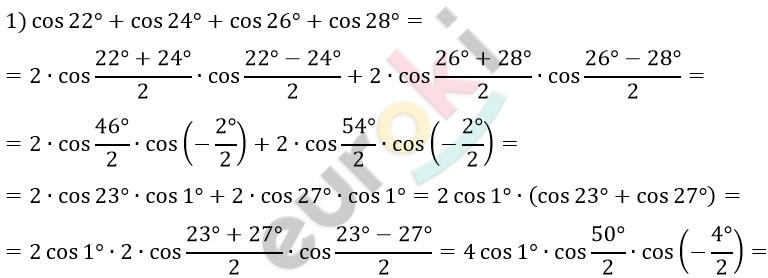 1) cos 22° + cos 24° + cos 26° + cos 28° =
= 2 · cos (22° + 24°)/2 · cos (22° − 24°)/2 + 2 · cos (26° + 28°)/2 · cos (26° − 28°)/2 =
= 2 · cos 46°/2 · cos (−2°/2) + 2 · cos 54°/2 · cos (−2°/2) =
= 2 · cos 23° · cos 1° + 2 · cos 27° · cos 1° = 2 cos 1° · (cos 23° + cos 27°) =
= 2 cos 1° · 2 · cos (23° + 27°)/2 · cos (23° − 27°)/2 = 4 cos 1° · cos 50°/2 · cos (−4°/2) =
euroki